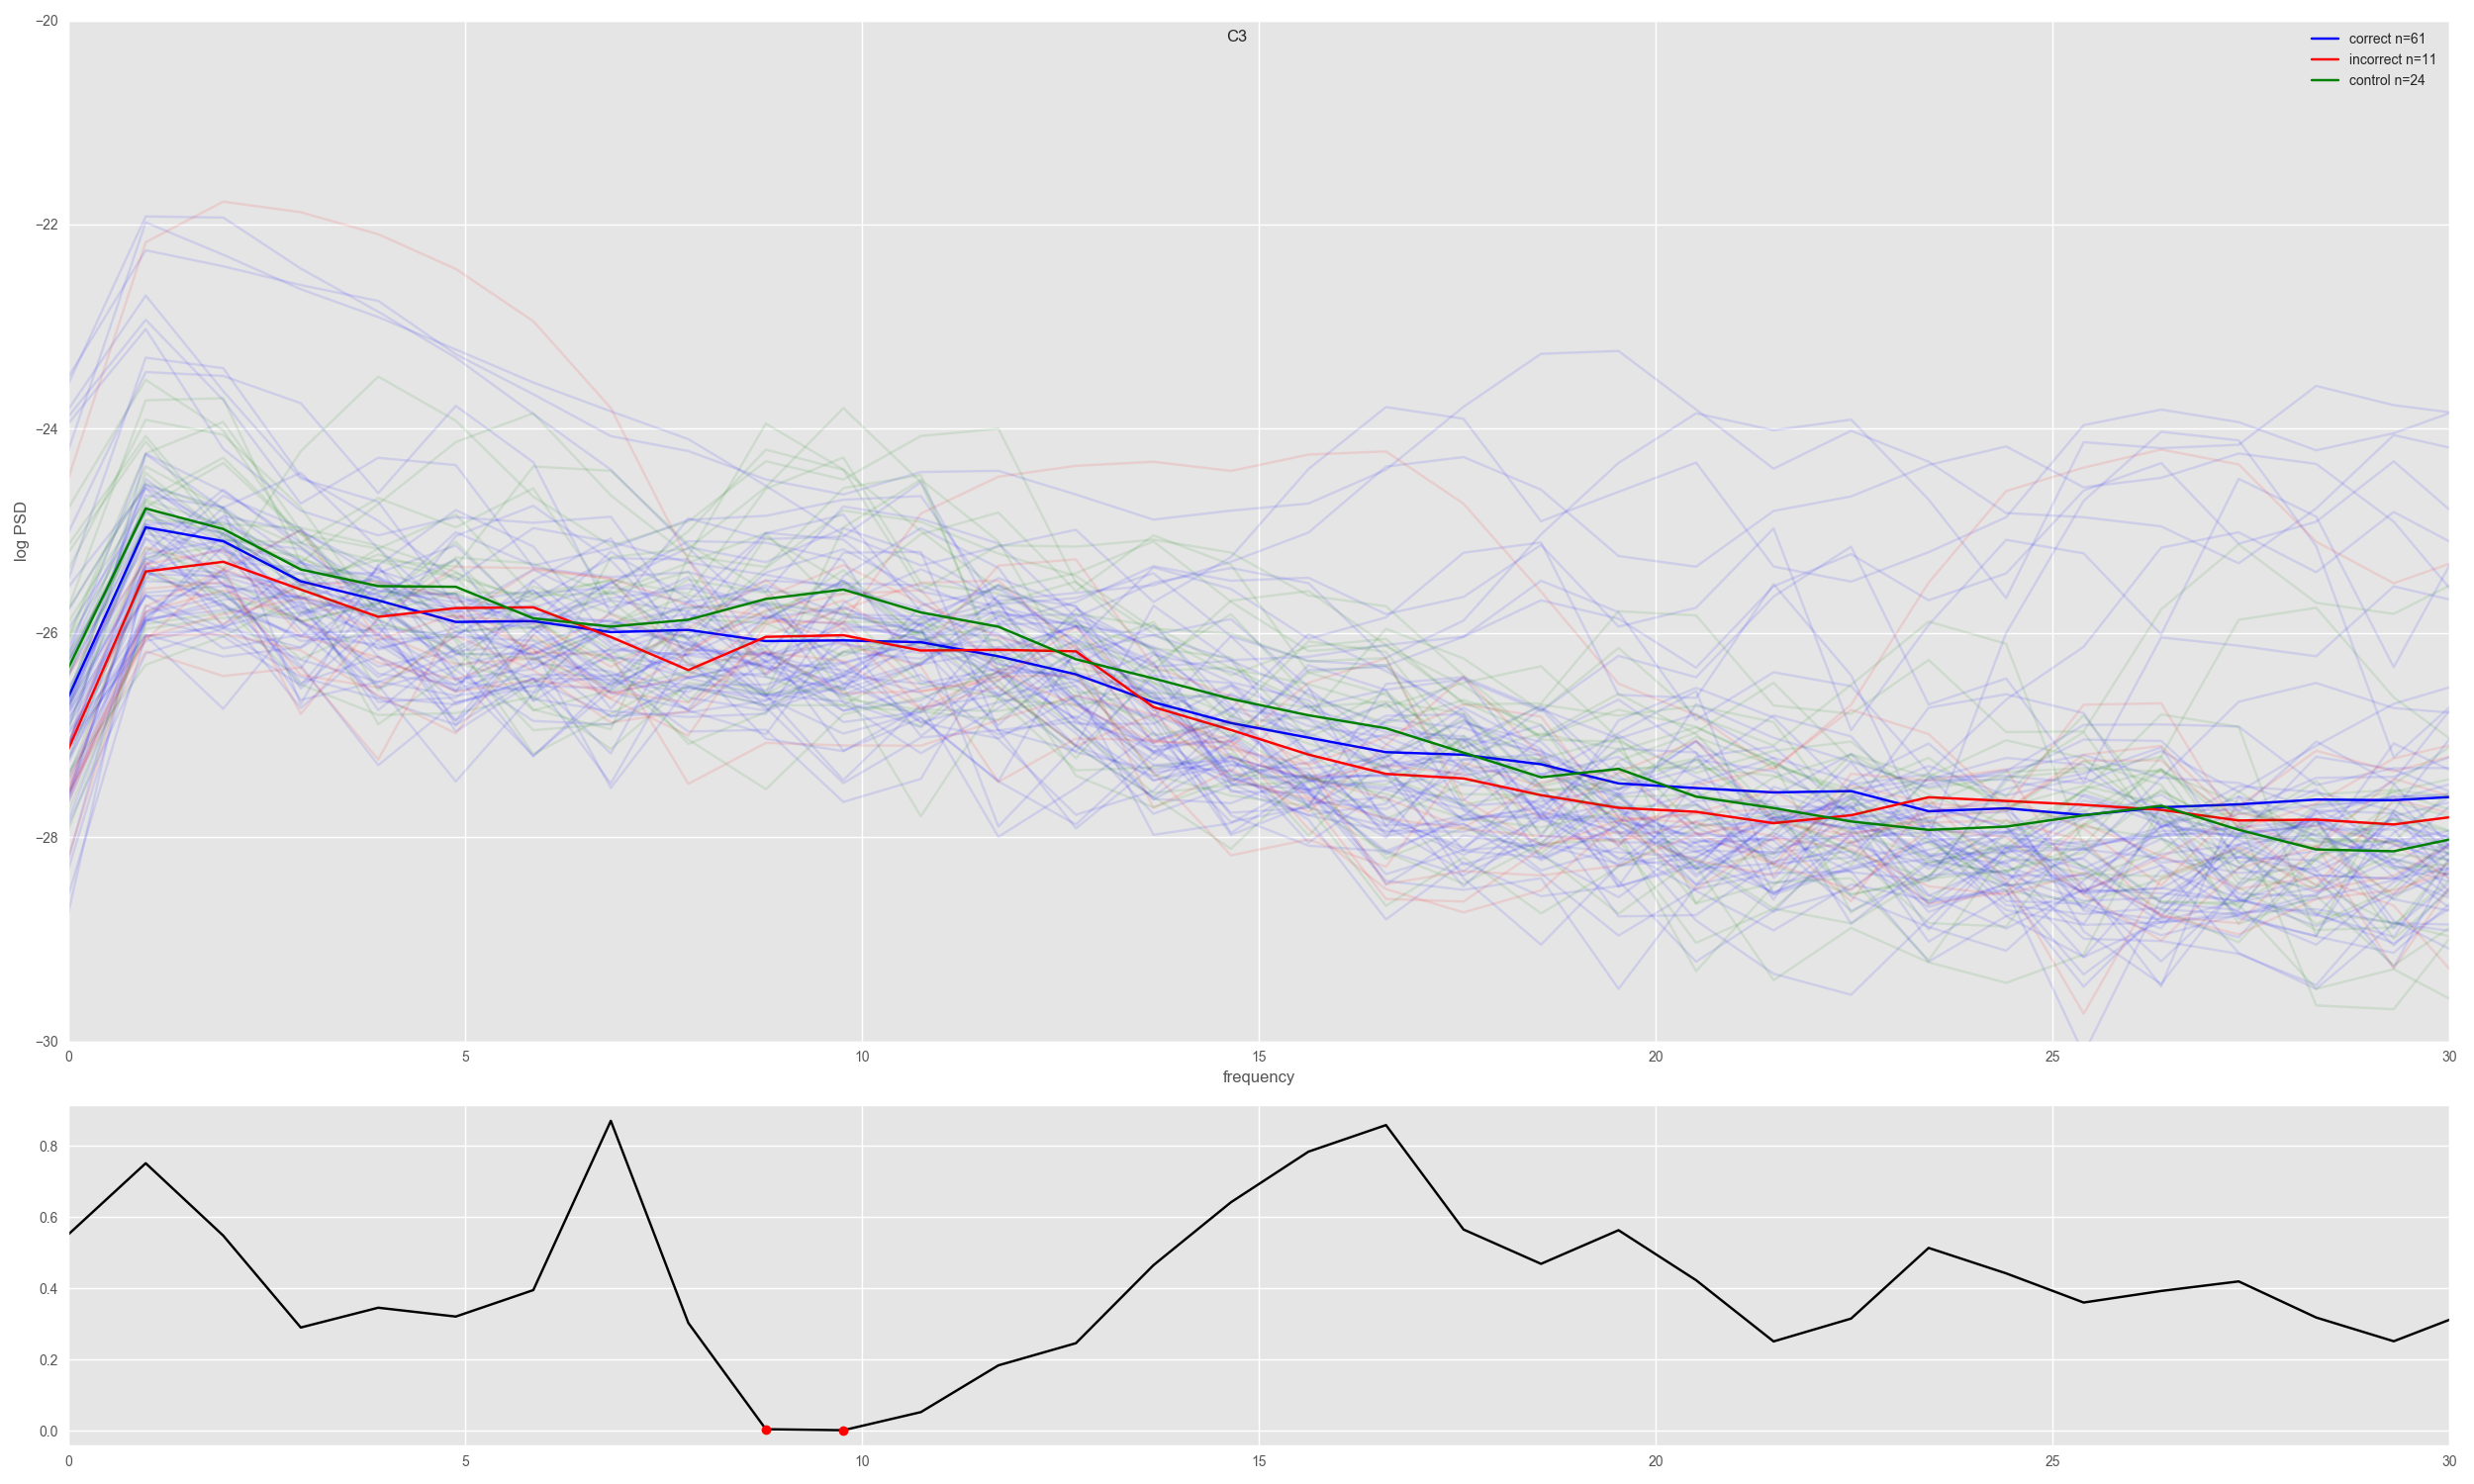 C3
correct n=61
incorrect n=11
control n=24
log PSD
−20
−22
−24
−26
−28
−30
0 5 10 15 20 25 30
frequency
0.8
0.6
0.4
0.2
0.0
0 5 10 15 20 25 30